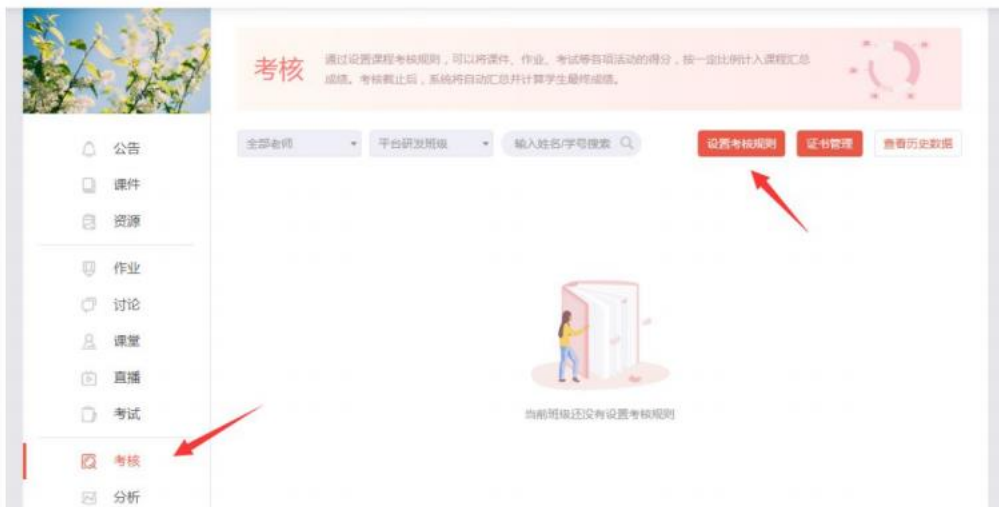 考核
通过设置课程考核规则，可以将课件、作业、考试等各项活动的得分，按一定比例计入课程汇总
成绩。考核截止后，系统将自动汇总并计算学生最终成绩。
全部老师 平台研发班级 输入姓名/学号搜索 设置考核规则 证书管理 查看历史数据
公告
课件
资源
作业
讨论
课堂
直播
考试
考核
分析
当前班级还没有设置考核规则